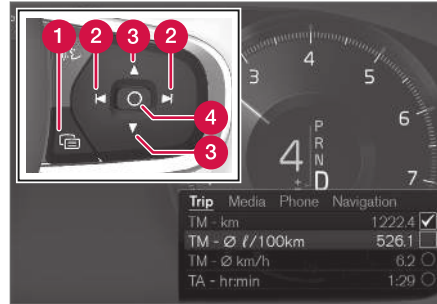 1
2
3
2
4
3
3
4
5
6
7
4
P
R
N
D
±
Trip Media Phone Navigation
TM - km 1222.4
TM - Ø ℓ/100km 526.1
TM - Ø km/h 6.2
TA - hr:min 1:29